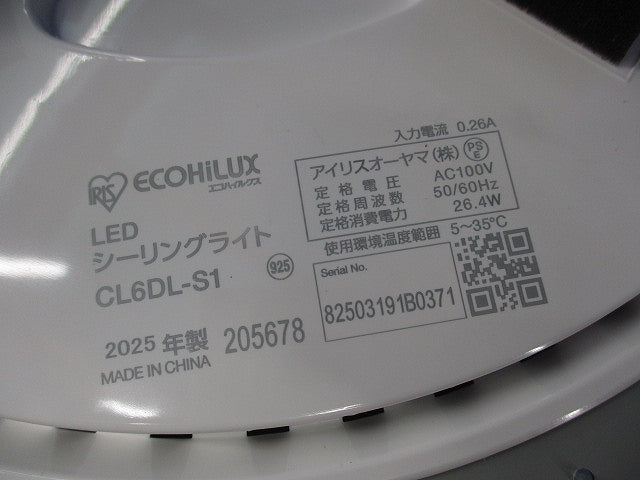 入力電流 0.26A
IRIS ECOHiLUX
エコハイルクス
アイリスオーヤマ(株) PSE
定格電圧 AC100V
定格周波数 50/60Hz
定格消費電力 26.4W
使用環境温度範囲 5～35℃
LED
シーリングライト
CL6DL-S1
925
Serial No.
82503191B0371
2025 年製 205678
MADE IN CHINA